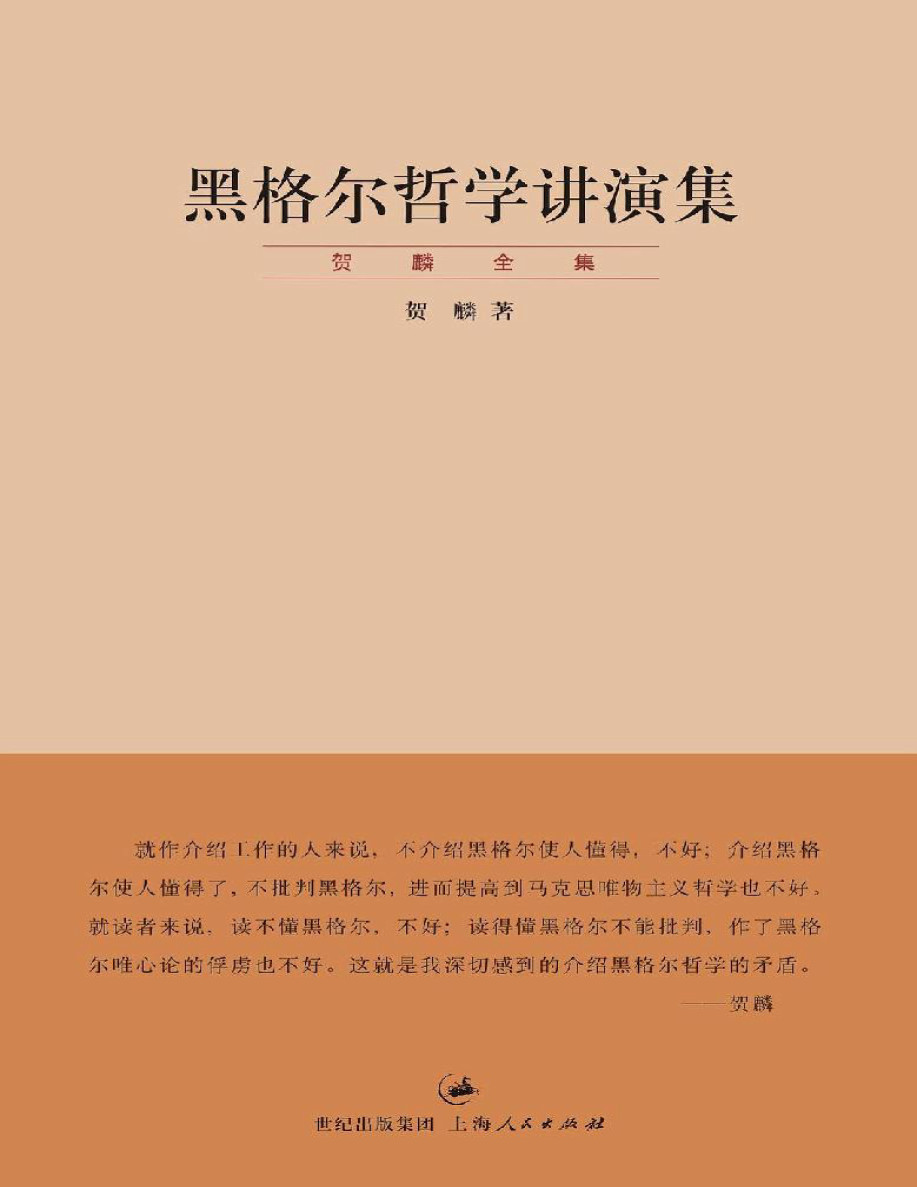 黑格尔哲学讲演集
贺麟全集
贺 麟 著
就作介绍工作的人来说，不介绍黑格尔使人懂得，不好；介绍黑格
尔使人懂得了，不批判黑格尔，进而提高到马克思唯物主义哲学也不好。
就读者来说，读不懂黑格尔，不好；读得懂黑格尔不能批判，作了黑格
尔唯心论的俘虏也不好。这就是我深切感到的介绍黑格尔哲学的矛盾。
——贺麟
世纪出版集团 上海人民出版社